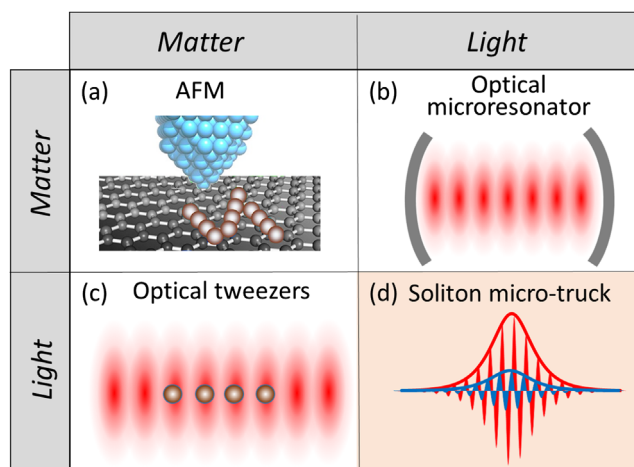 Matter
Light
Matter
(a)
AFM
(b)
Optical
microresonator
Light
(c)
Optical tweezers
(d)
Soliton micro-truck